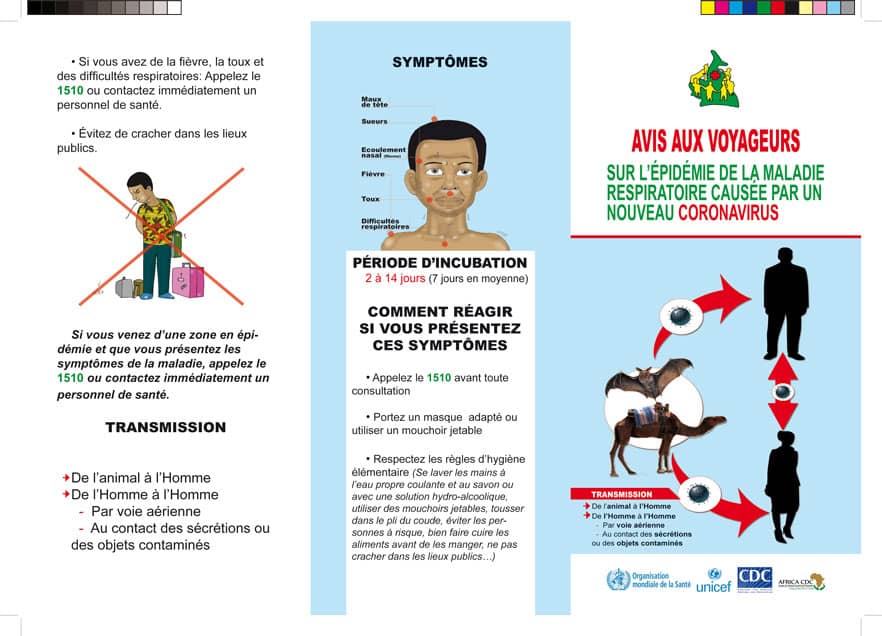 • Si vous avez de la fièvre, la toux et
des difficultés respiratoires: Appelez le
1510 ou contactez immédiatement un
personnel de santé.
• Évitez de cracher dans les lieux
publics.
Si vous venez d'une zone en épi-
démie et que vous présentez les
symptômes de la maladie, appelez le
1510 ou contactez immédiatement un
personnel de santé.
TRANSMISSION
De l'animal à l'Homme
De l'Homme à l'Homme
- Par voie aérienne
- Au contact des sécrétions ou
des objets contaminés
SYMPTÔMES
Maux
de tête
Sueurs
Ecoulement
nasal (Rhume)
Fièvre
Toux
Difficultés
respiratoires
PÉRIODE D'INCUBATION
2 à 14 jours (7 jours en moyenne)
COMMENT RÉAGIR
SI VOUS PRÉSENTEZ
CES SYMPTÔMES
• Appelez le 1510 avant toute
consultation
• Portez un masque adapté ou
utiliser un mouchoir jetable
• Respectez les règles d'hygiène
élémentaire (Se laver les mains à
l'eau propre coulante et au savon ou
avec une solution hydro-alcoolique,
utiliser des mouchoirs jetables, tousser
dans le pli du coude, éviter les per-
sonnes à risque, bien faire cuire les
aliments avant de les manger, ne pas
cracher dans les lieux publics…)
AVIS AUX VOYAGEURS
SUR L'ÉPIDÉMIE DE LA MALADIE
RESPIRATOIRE CAUSÉE PAR UN
NOUVEAU CORONAVIRUS
TRANSMISSION
De l'animal à l'Homme
De l'Homme à l'Homme
- Par voie aérienne
- Au contact des sécrétions
ou des objets contaminés
Organisation
mondiale de la Santé
unicef
CDC
AFRICA CDC